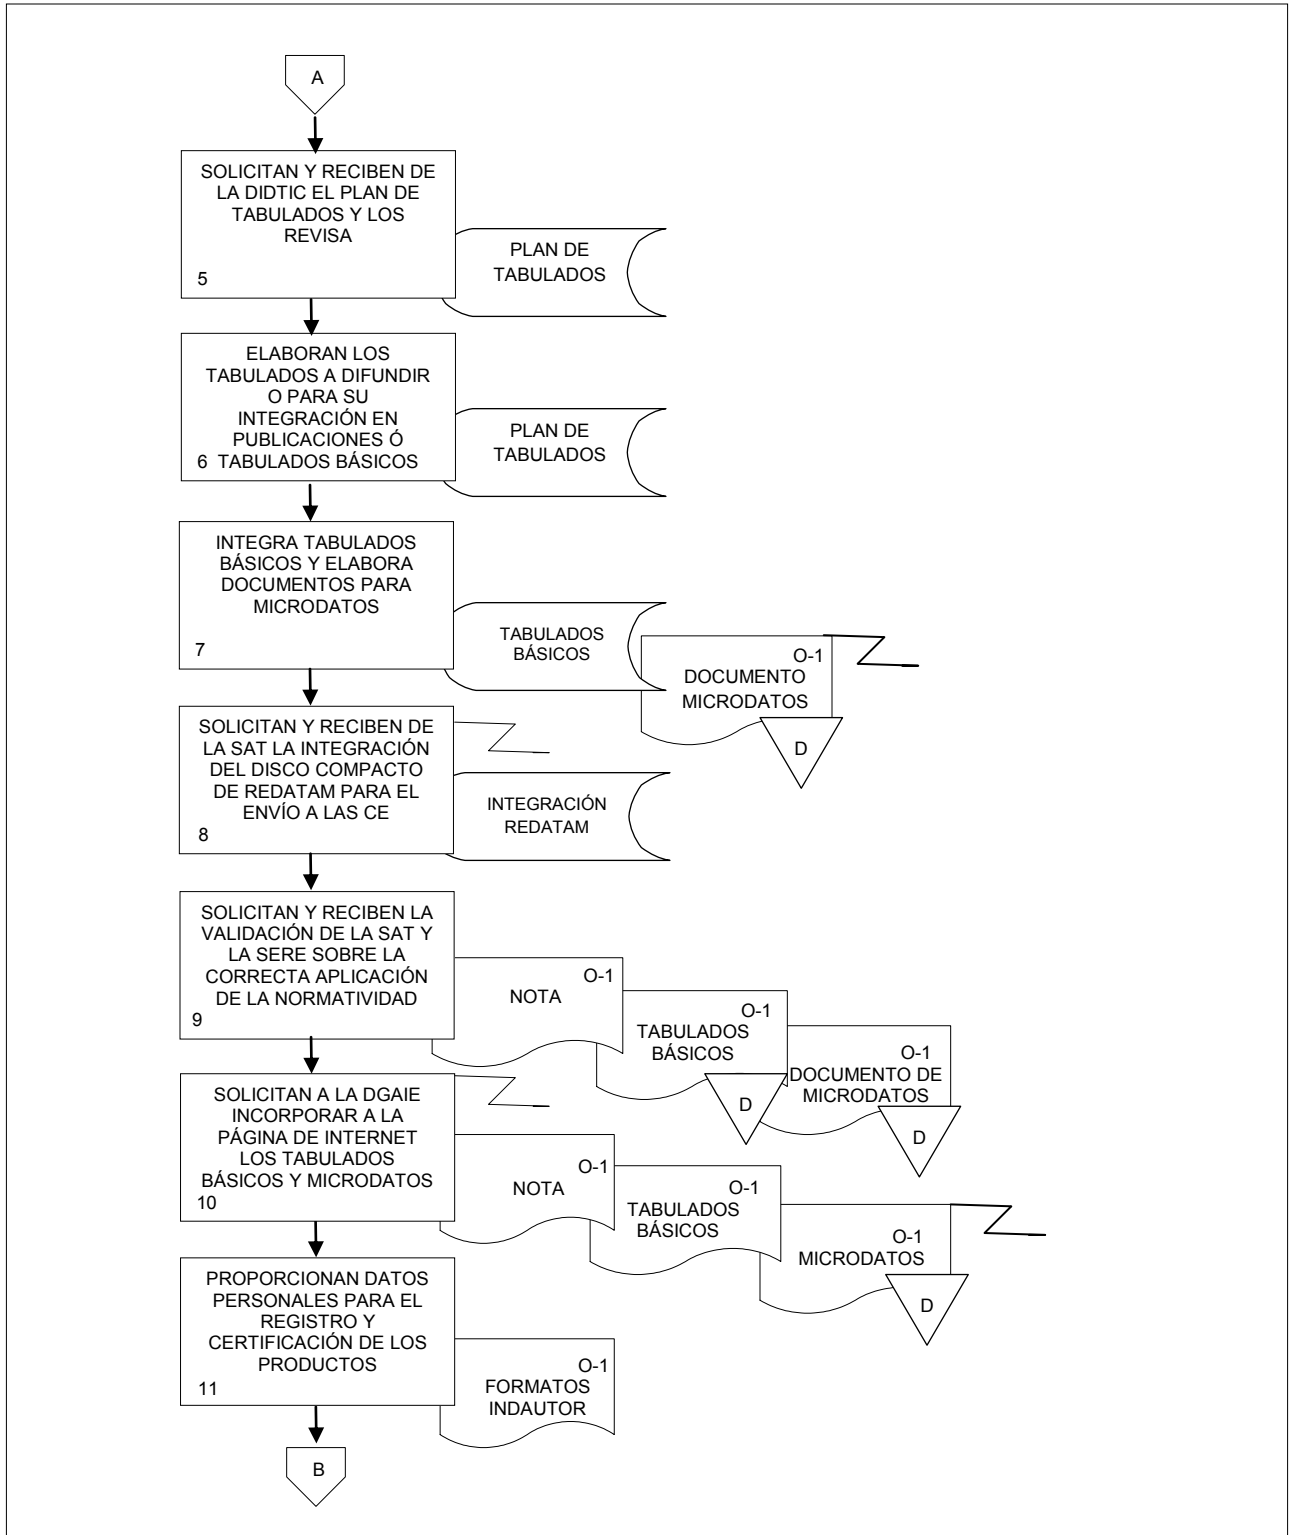 A
SOLICITAN Y RECIBEN DE
LA DIDTIC EL PLAN DE
TABULADOS Y LOS
REVISA
5
PLAN DE
TABULADOS
ELABORAN LOS
TABULADOS A DIFUNDIR
O PARA SU
INTEGRACIÓN EN
PUBLICACIONES Ó
6 TABULADOS BÁSICOS
PLAN DE
TABULADOS
INTEGRA TABULADOS
BÁSICOS Y ELABORA
DOCUMENTOS PARA
MICRODATOS
7
TABULADOS
BÁSICOS
O-1
DOCUMENTO
MICRODATOS
D
SOLICITAN Y RECIBEN DE
LA SAT LA INTEGRACIÓN
DEL DISCO COMPACTO
DE REDATAM PARA EL
ENVÍO A LAS CE
8
INTEGRACIÓN
REDATAM
SOLICITAN Y RECIBEN LA
VALIDACIÓN DE LA SAT Y
LA SERE SOBRE LA
CORRECTA APLICACIÓN
DE LA NORMATIVIDAD
9
O-1
NOTA
O-1
TABULADOS
BÁSICOS
D
O-1
DOCUMENTO DE
MICRODATOS
D
SOLICITAN A LA DGAIE
INCORPORAR A LA
PÁGINA DE INTERNET
LOS TABULADOS
BÁSICOS Y MICRODATOS
10
O-1
NOTA
O-1
TABULADOS
BÁSICOS
O-1
MICRODATOS
D
PROPORCIONAN DATOS
PERSONALES PARA EL
REGISTRO Y
CERTIFICACIÓN DE LOS
PRODUCTOS
11
O-1
FORMATOS
INDAUTOR
B